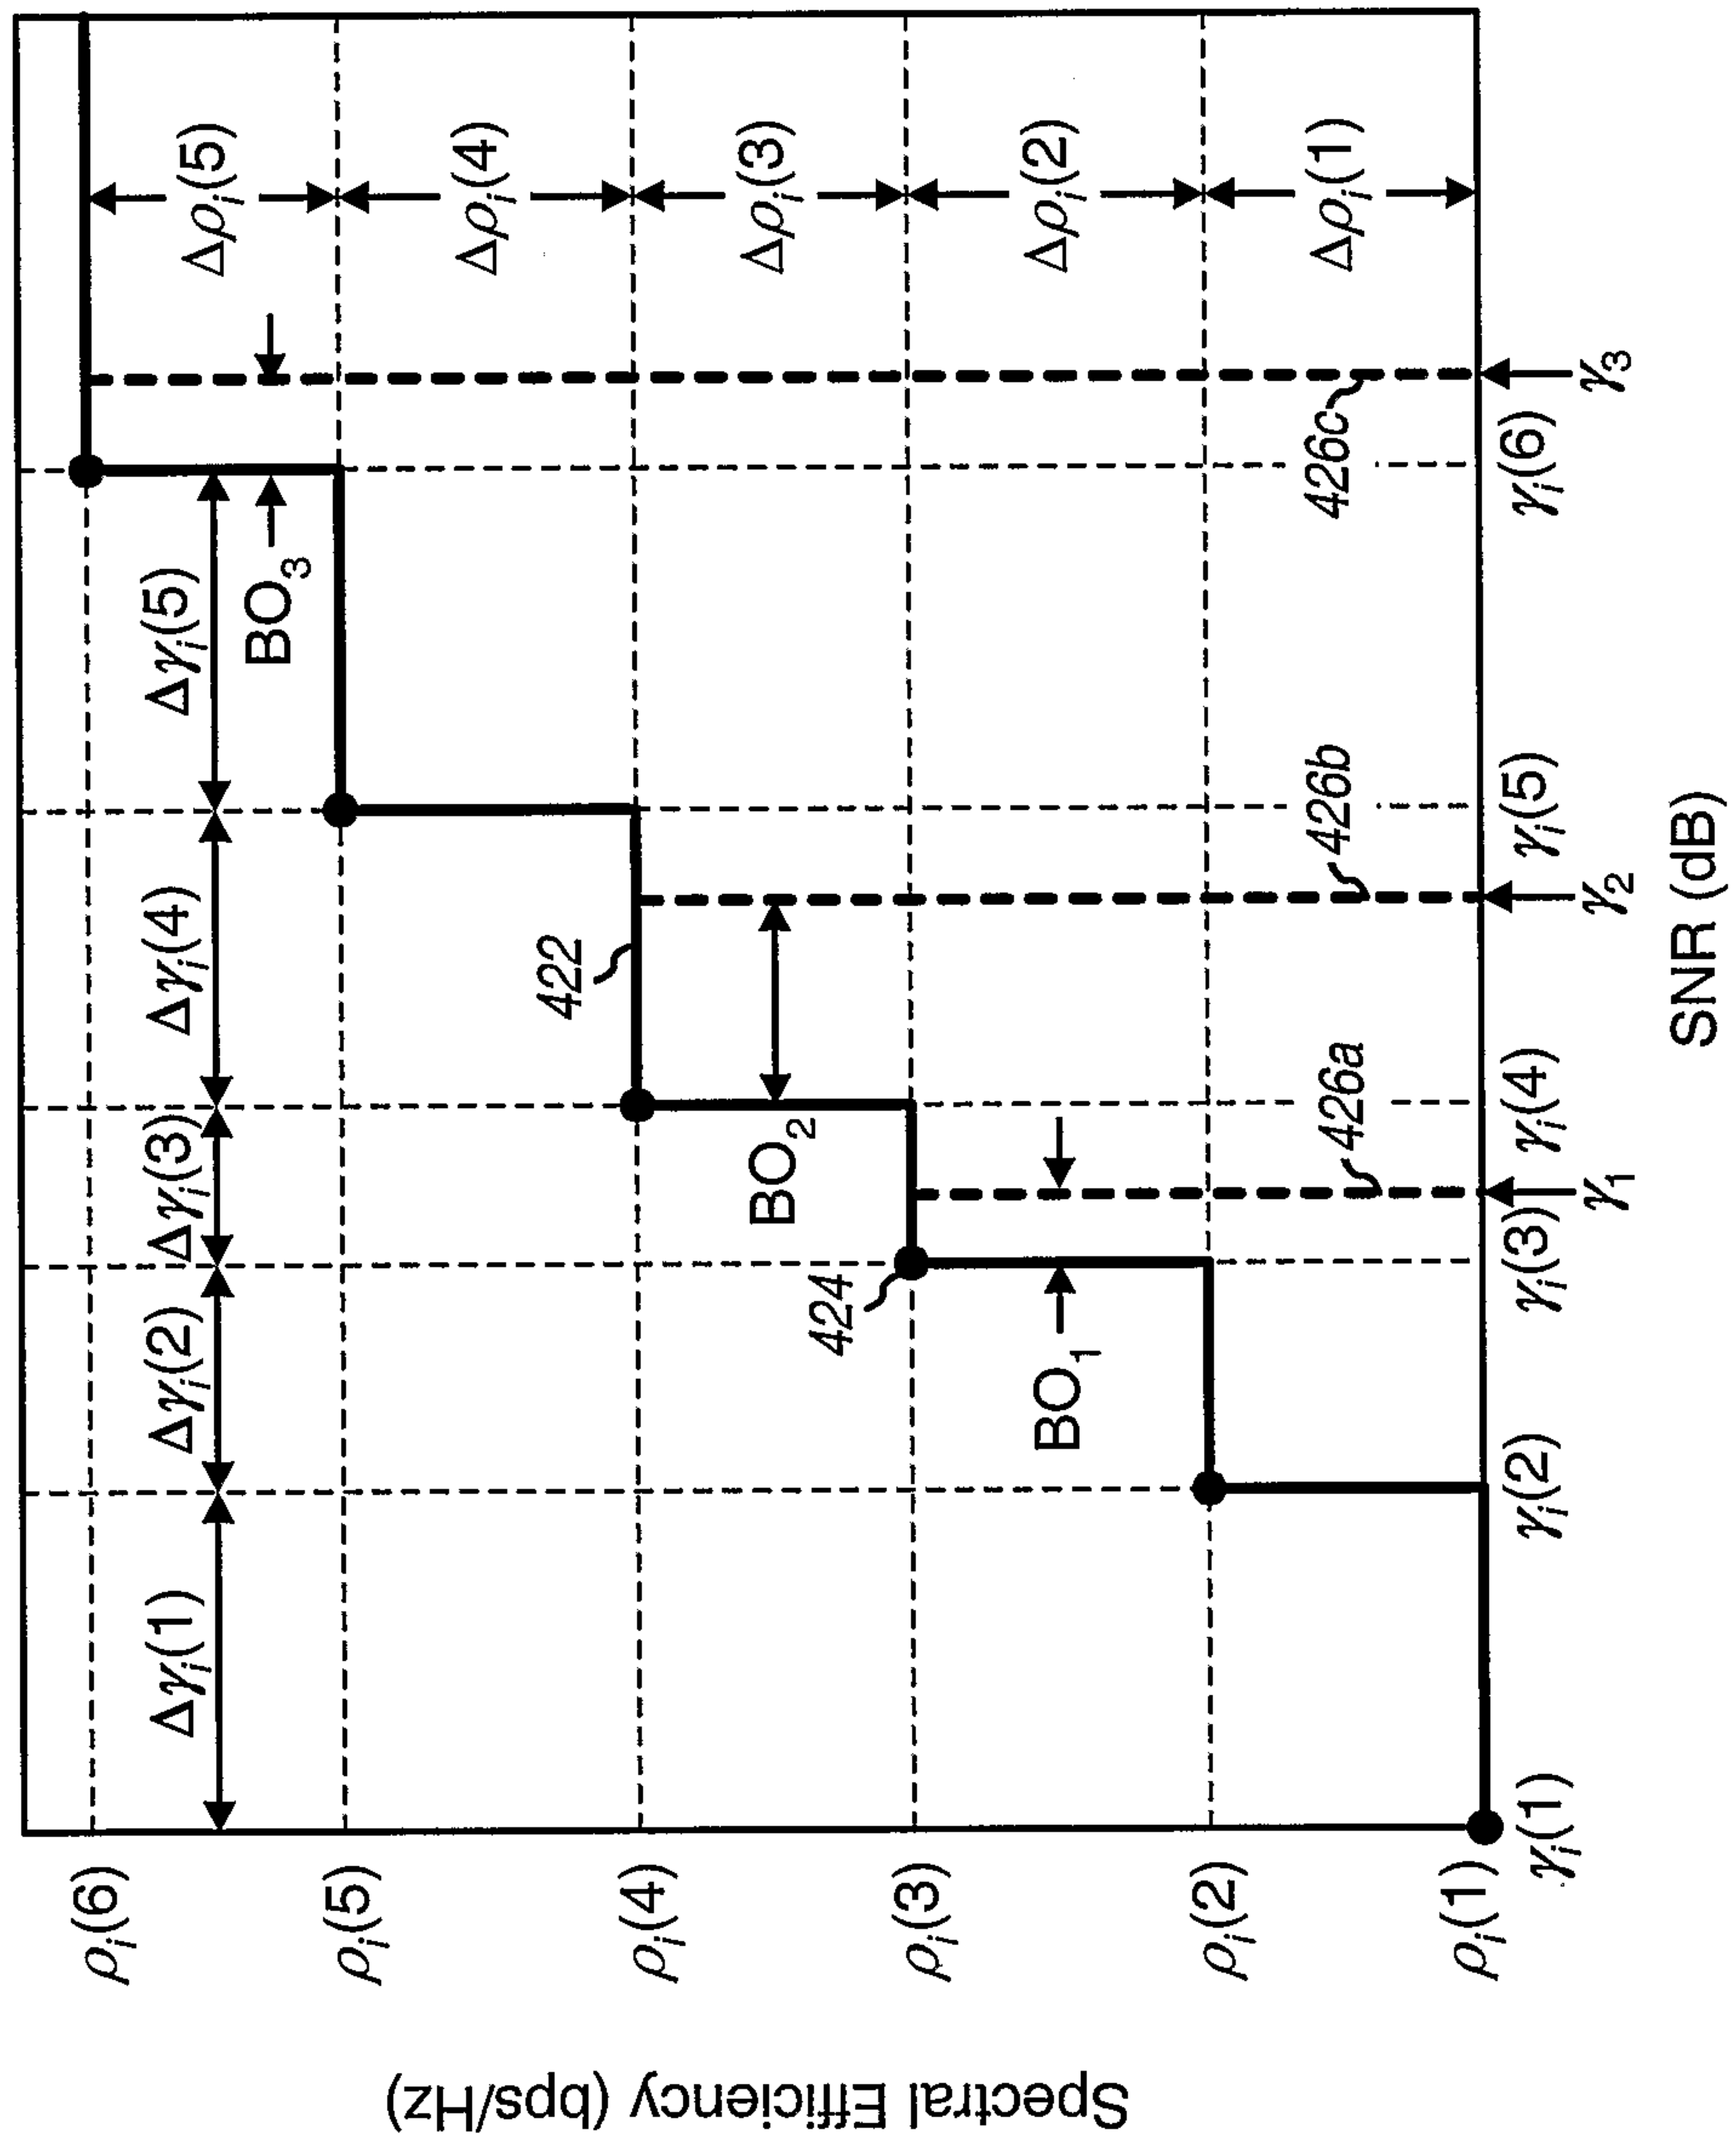 Spectral Efficiency (bps/Hz)
ρi(6)
ρi(5)
ρi(4)
ρi(3)
ρi(2)
ρi(1)
Δγi(1)
Δγi(2)
Δγi(3)
Δγi(4)
Δγi(5)
BO3
Δρi(5)
422
Δρi(4)
BO2
Δρi(3)
424
BO1
Δρi(2)
426a
426b
426c
Δρi(1)
γi(1)
γi(2)
γi(3)
γi(4)
γi(5)
γi(6)
γ1
γ2
γ3
SNR (dB)